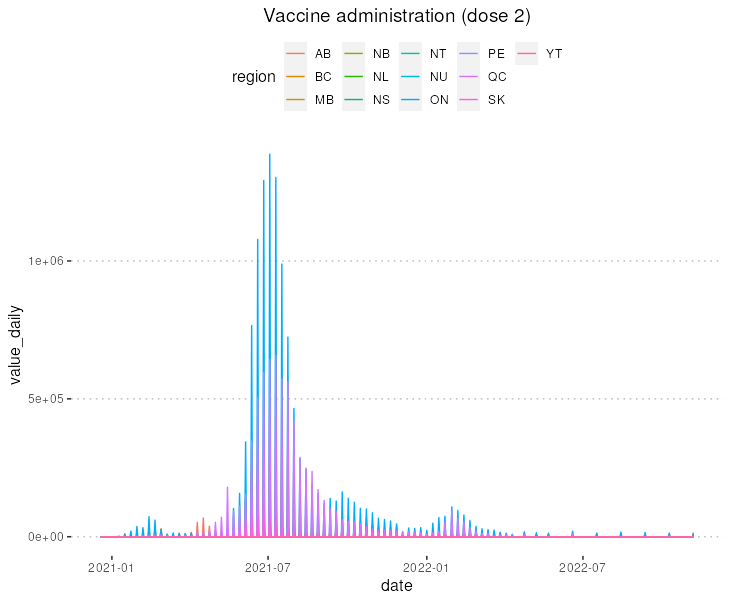 Vaccine administration (dose 2)
region
AB NB NT PE YT
BC NL NU QC
MB NS ON SK
1e+06
5e+05
0e+00
value_daily
2021-01 2021-07 2022-01 2022-07
date